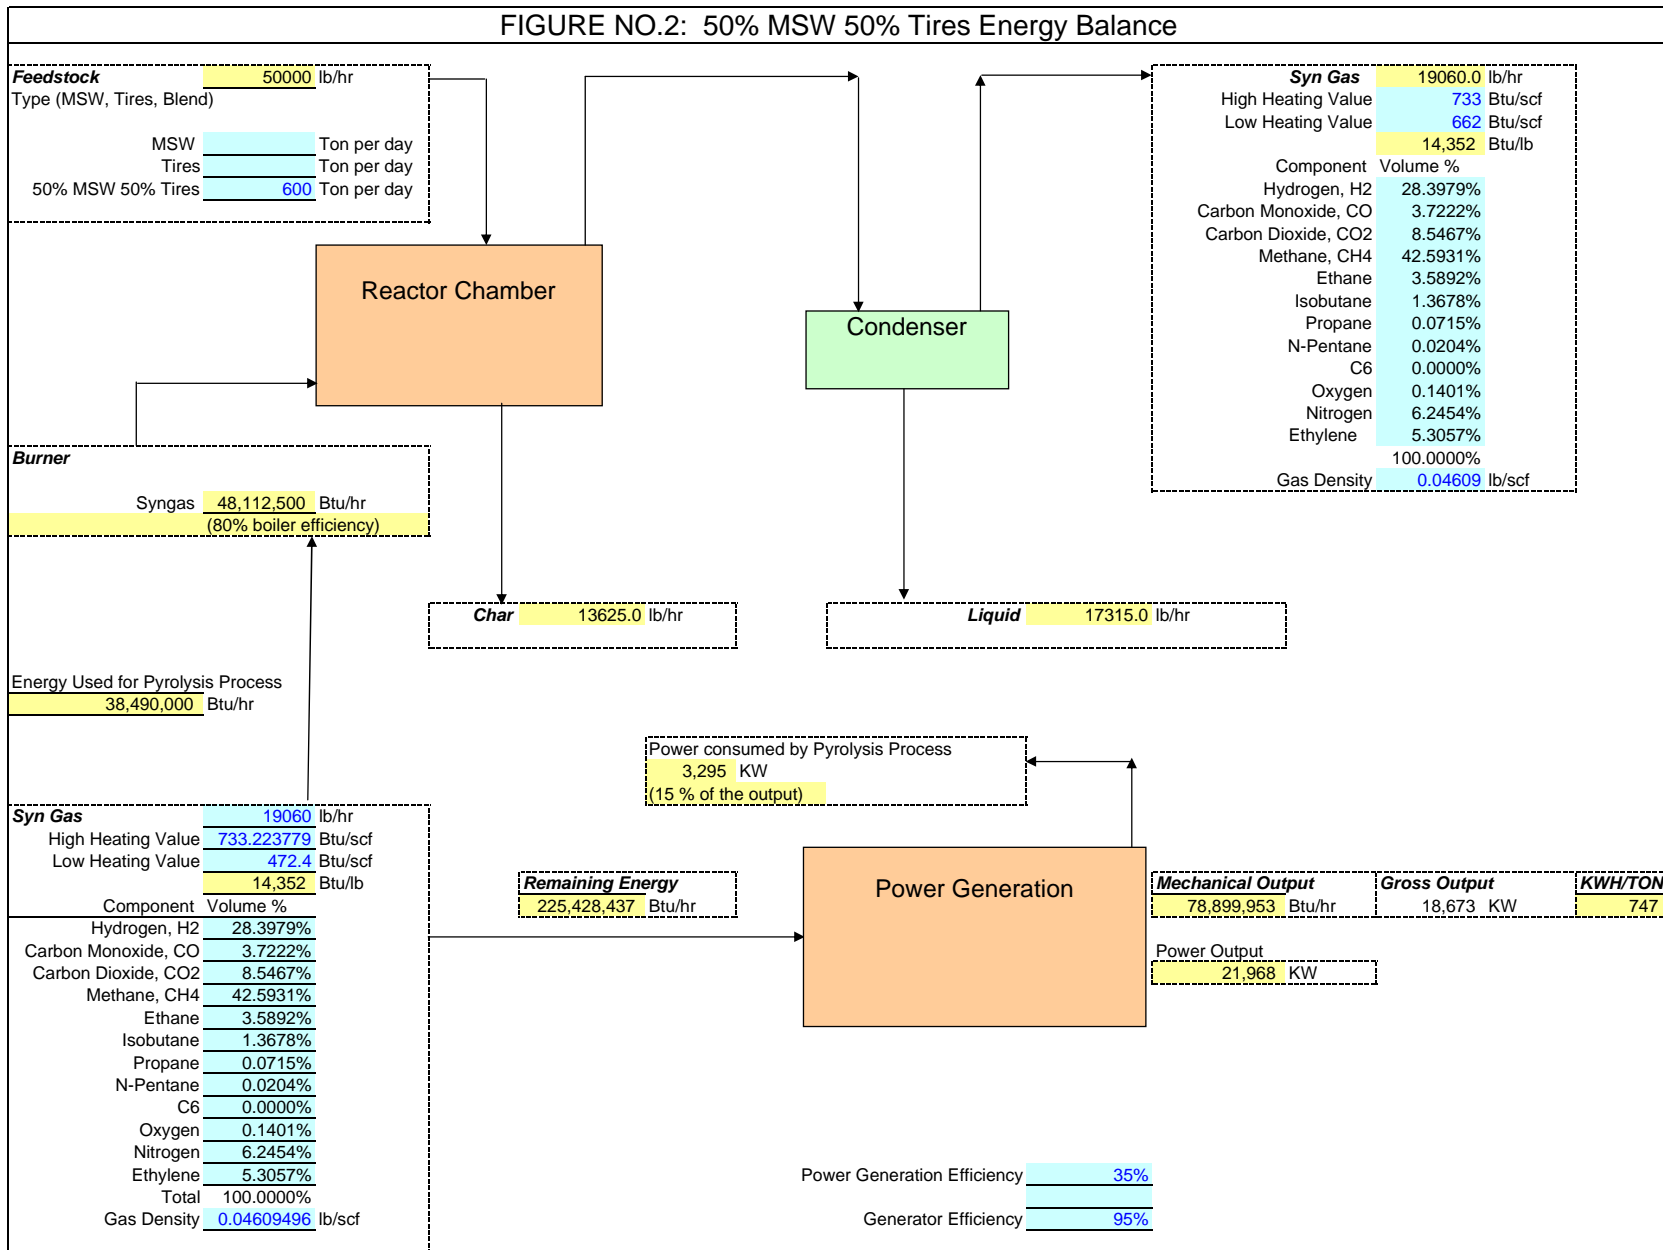 FIGURE NO.2: 50% MSW 50% Tires Energy Balance
Feedstock 50000 lb/hr
Type (MSW, Tires, Blend)
MSW Ton per day
Tires Ton per day
50% MSW 50% Tires 600 Ton per day
Reactor Chamber
Condenser
Syn Gas 19060.0 lb/hr
High Heating Value 733 Btu/scf
Low Heating Value 662 Btu/scf
14,352 Btu/lb
Component Volume %
Hydrogen, H2 28.3979%
Carbon Monoxide, CO 3.7222%
Carbon Dioxide, CO2 8.5467%
Methane, CH4 42.5931%
Ethane 3.5892%
Isobutane 1.3678%
Propane 0.0715%
N-Pentane 0.0204%
C6 0.0000%
Oxygen 0.1401%
Nitrogen 6.2454%
Ethylene 5.3057%
100.0000%
Gas Density 0.04609 lb/scf
Burner
Syngas 48,112,500 Btu/hr
(80% boiler efficiency)
Char 13625.0 lb/hr
Liquid 17315.0 lb/hr
Energy Used for Pyrolysis Process
38,490,000 Btu/hr
Power consumed by Pyrolysis Process
3,295 KW
(15 % of the output)
Syn Gas 19060 lb/hr
High Heating Value 733.223779 Btu/scf
Low Heating Value 472.4 Btu/scf
14,352 Btu/lb
Component Volume %
Hydrogen, H2 28.3979%
Carbon Monoxide, CO 3.7222%
Carbon Dioxide, CO2 8.5467%
Methane, CH4 42.5931%
Ethane 3.5892%
Isobutane 1.3678%
Propane 0.0715%
N-Pentane 0.0204%
C6 0.0000%
Oxygen 0.1401%
Nitrogen 6.2454%
Ethylene 5.3057%
Total 100.0000%
Gas Density 0.04609496 lb/scf
Remaining Energy
225,428,437 Btu/hr
Power Generation
Mechanical Output Gross Output KWH/TON
78,899,953 Btu/hr 18,673 KW 747
Power Output
21,968 KW
Power Generation Efficiency 35%
Generator Efficiency 95%